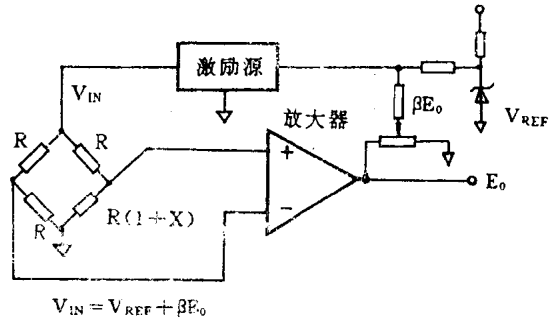 激励源
V_IN
βE₀
V_REF
放大器
R
R
+
E₀
−
R
R(1+X)
V_IN = V_REF + βE₀